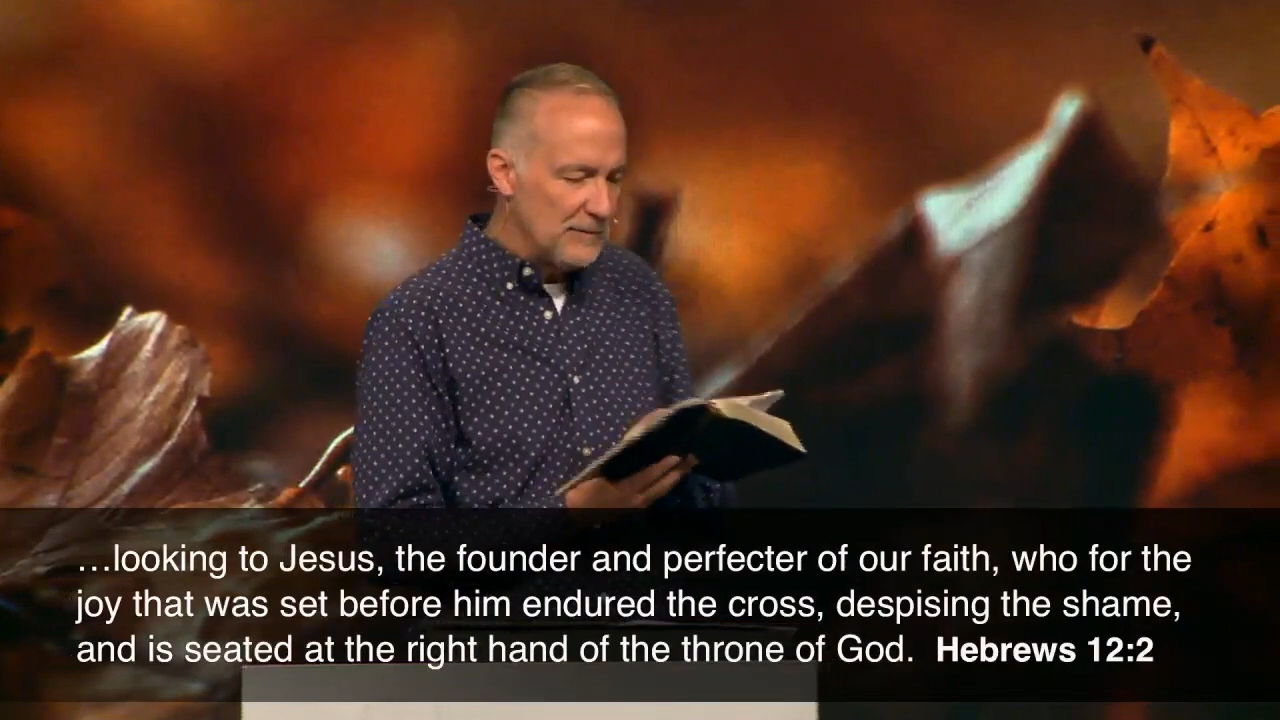 …looking to Jesus, the founder and perfecter of our faith, who for the
joy that was set before him endured the cross, despising the shame,
and is seated at the right hand of the throne of God. Hebrews 12:2